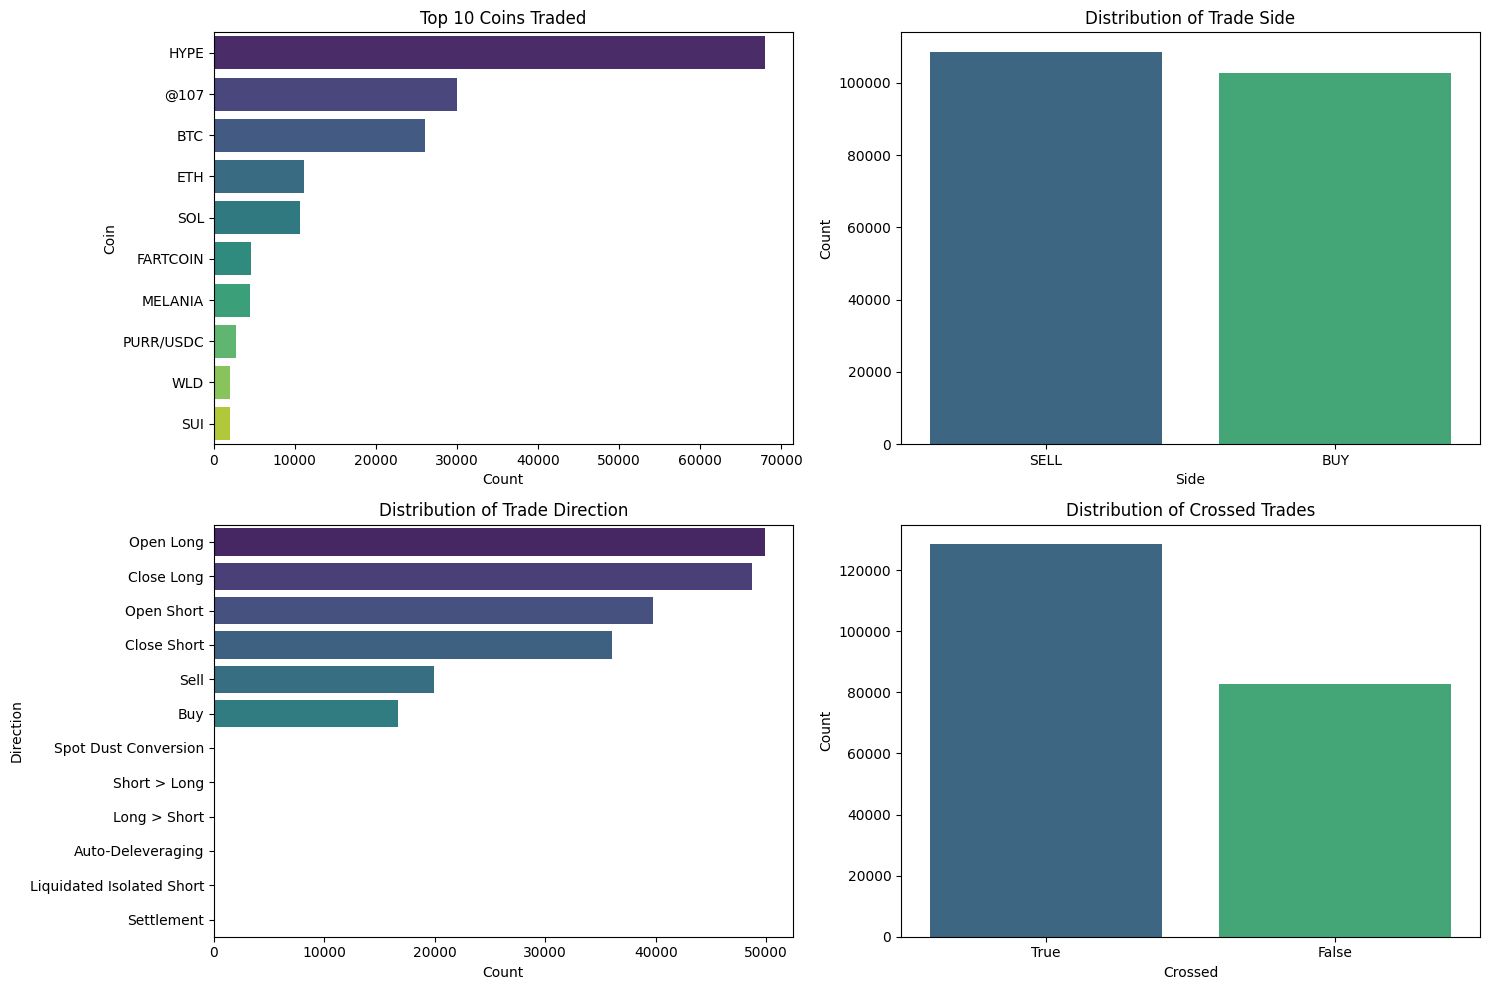 Top 10 Coins Traded
Coin
HYPE
@107
BTC
ETH
SOL
FARTCOIN
MELANIA
PURR/USDC
WLD
SUI
0 10000 20000 30000 40000 50000 60000 70000
Count
Distribution of Trade Side
Count
100000
80000
60000
40000
20000
0
SELL BUY
Side
Distribution of Trade Direction
Direction
Open Long
Close Long
Open Short
Close Short
Sell
Buy
Spot Dust Conversion
Short > Long
Long > Short
Auto-Deleveraging
Liquidated Isolated Short
Settlement
0 10000 20000 30000 40000 50000
Count
Distribution of Crossed Trades
Count
120000
100000
80000
60000
40000
20000
0
True False
Crossed